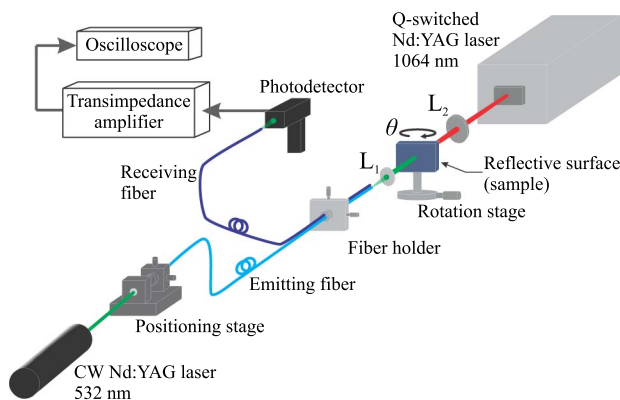 Q-switched
Nd:YAG laser
1064 nm
Oscilloscope
Photodetector
Transimpedance
amplifier
L2
θ
L1
Receiving
fiber
Reflective surface
(sample)
Rotation stage
Fiber holder
Emitting fiber
Positioning stage
CW Nd:YAG laser
532 nm